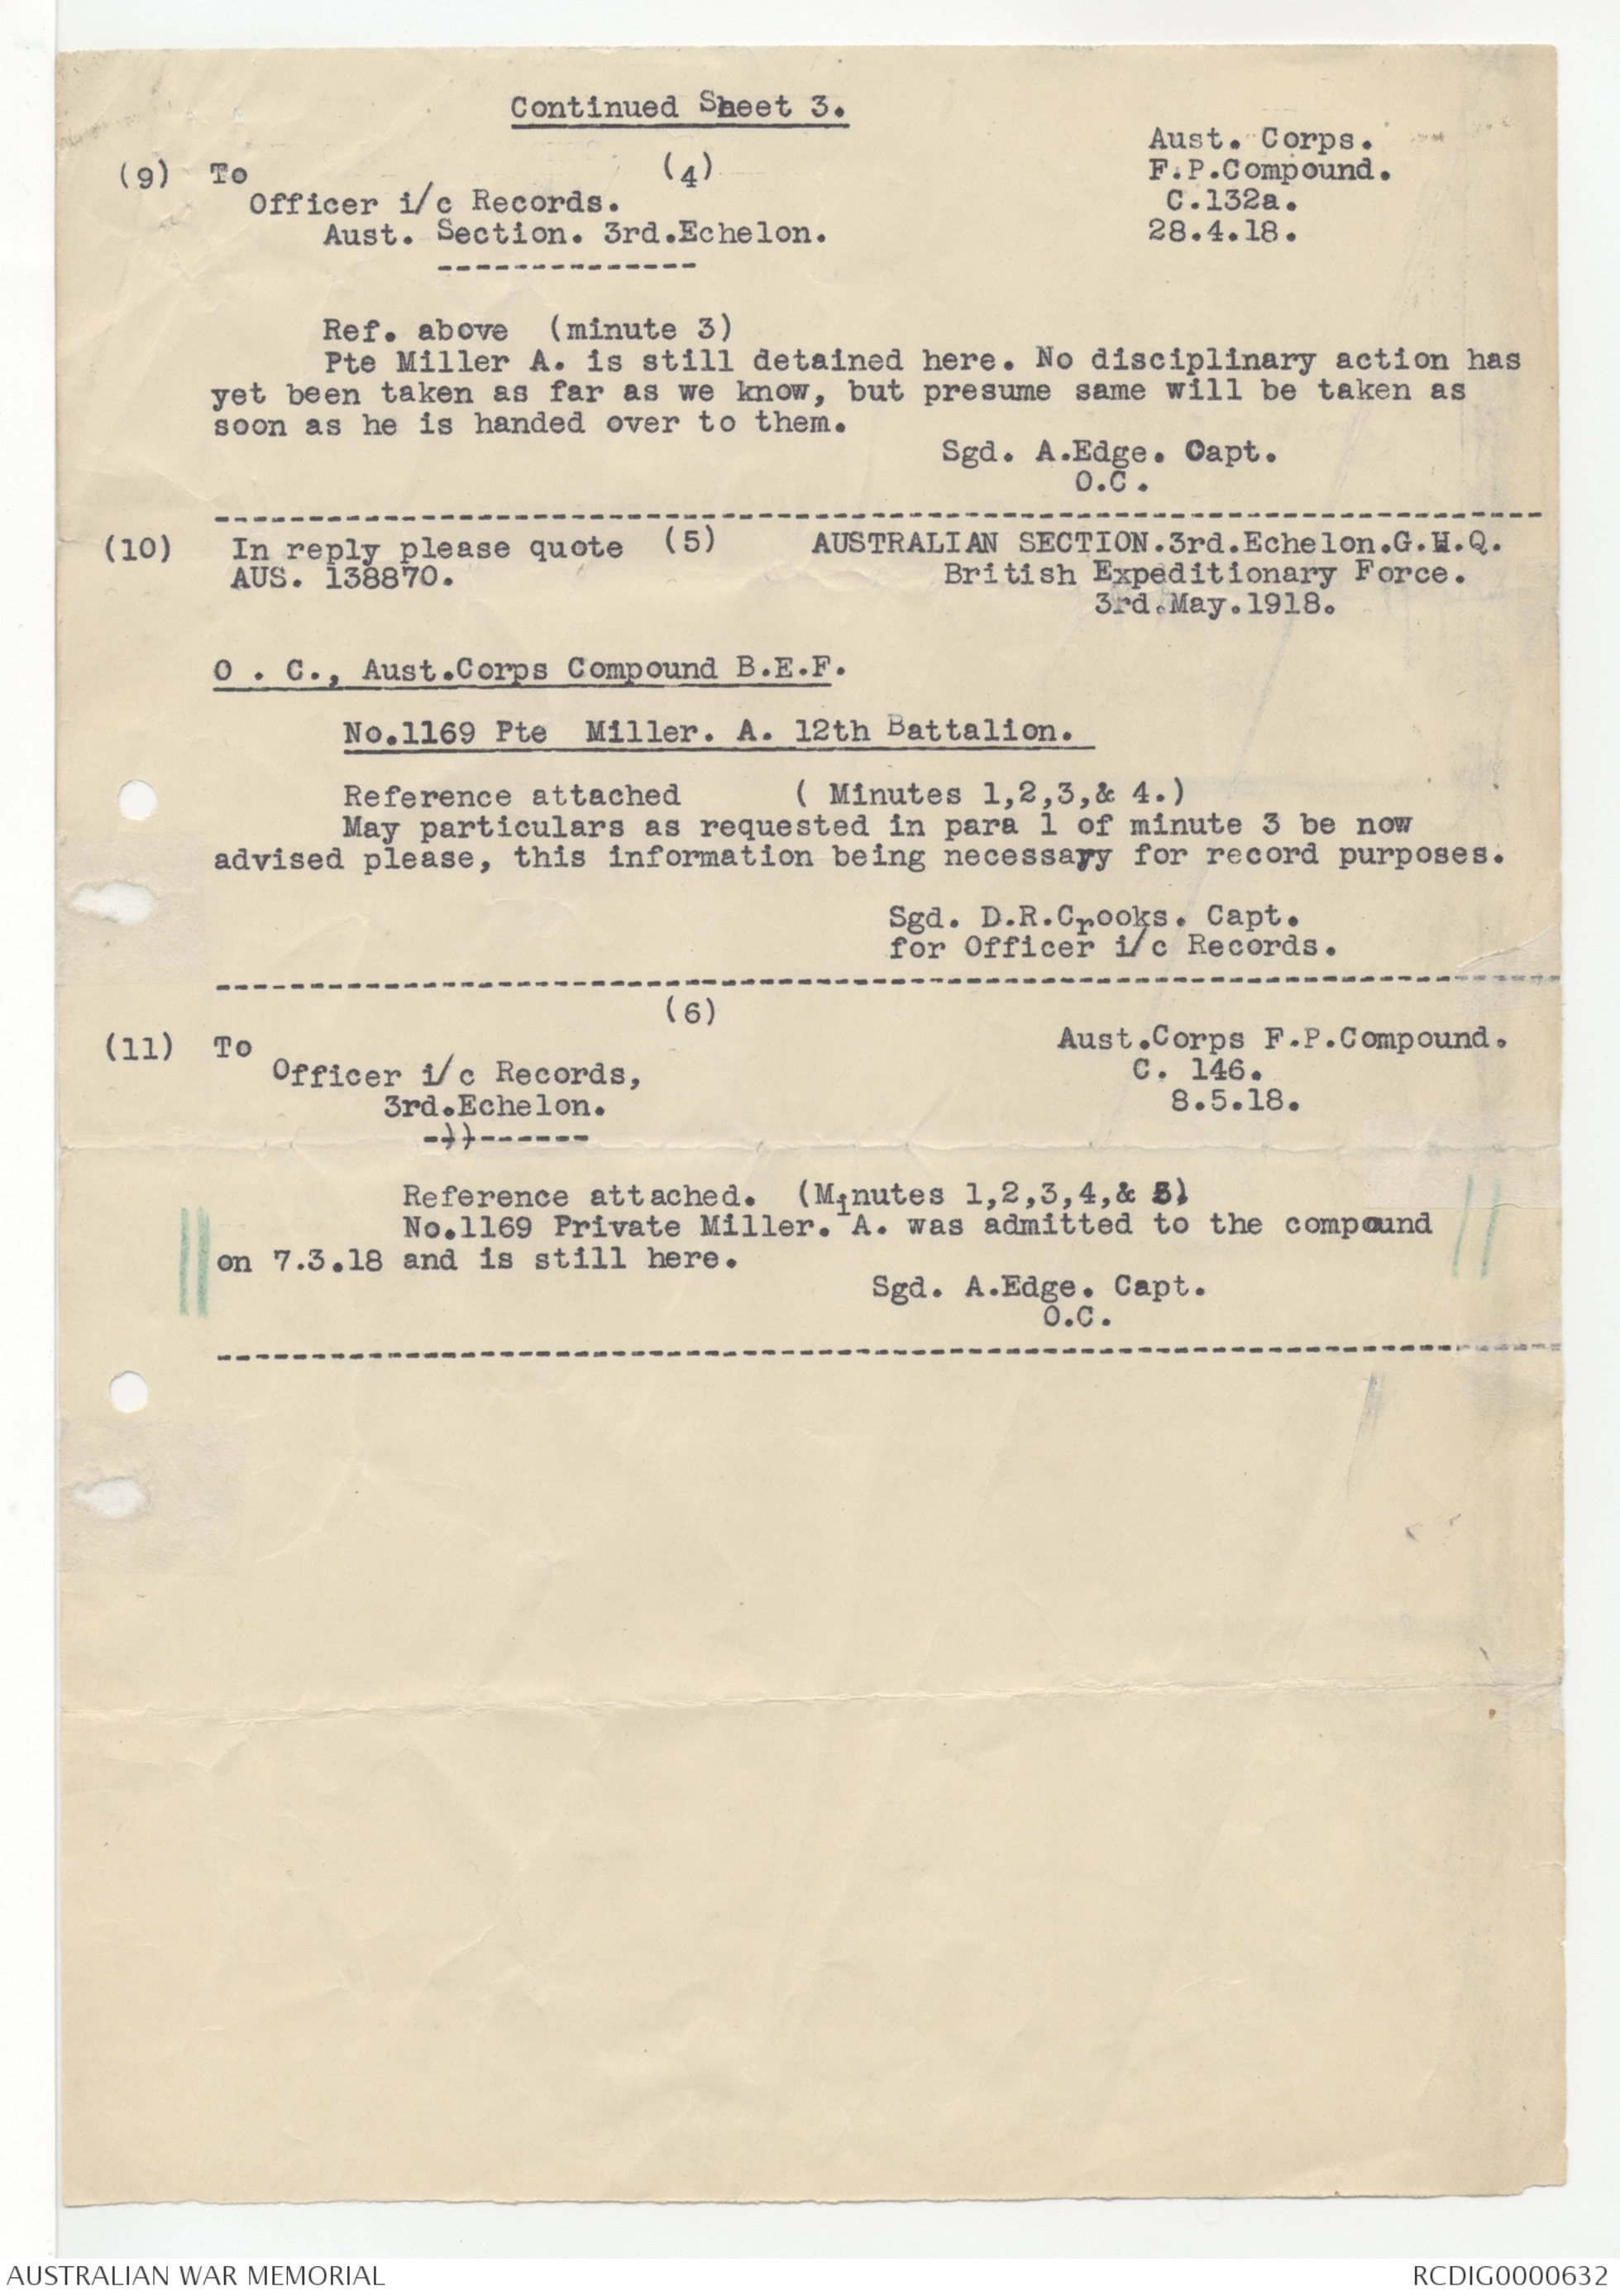 Continued Sheet 3.
Aust. Corps.
F.P.Compound.
C.132a.
28.4.18.
(9) To (4)
Officer i/c Records.
Aust. Section. 3rd.Echelon.
---------------
Ref. above (minute 3)
Pte Miller A. is still detained here. No disciplinary action has
yet been taken as far as we know, but presume same will be taken as
soon as he is handed over to them.
Sgd. A.Edge. Capt.
O.C.
(10) In reply please quote (5) AUSTRALIAN SECTION.3rd.Echelon.G.H.Q.
AUS. 138870. British Expeditionary Force.
3rd.May.1918.
O . C., Aust.Corps Compound B.E.F.
No.1169 Pte Miller. A. 12th Battalion.
Reference attached ( Minutes 1,2,3,& 4.)
May particulars as requested in para 1 of minute 3 be now
advised please, this information being necessary for record purposes.
Sgd. D.R.Crooks. Capt.
for Officer i/c Records.
(6)
(11) To Aust.Corps F.P.Compound.
Officer i/c Records, C. 146.
3rd.Echelon. 8.5.18.
-))------
Reference attached. (Minutes 1,2,3,4,& 5)
No.1169 Private Miller. A. was admitted to the compound
on 7.3.18 and is still here.
Sgd. A.Edge. Capt.
O.C.
AUSTRALIAN WAR MEMORIAL RCDIG0000632